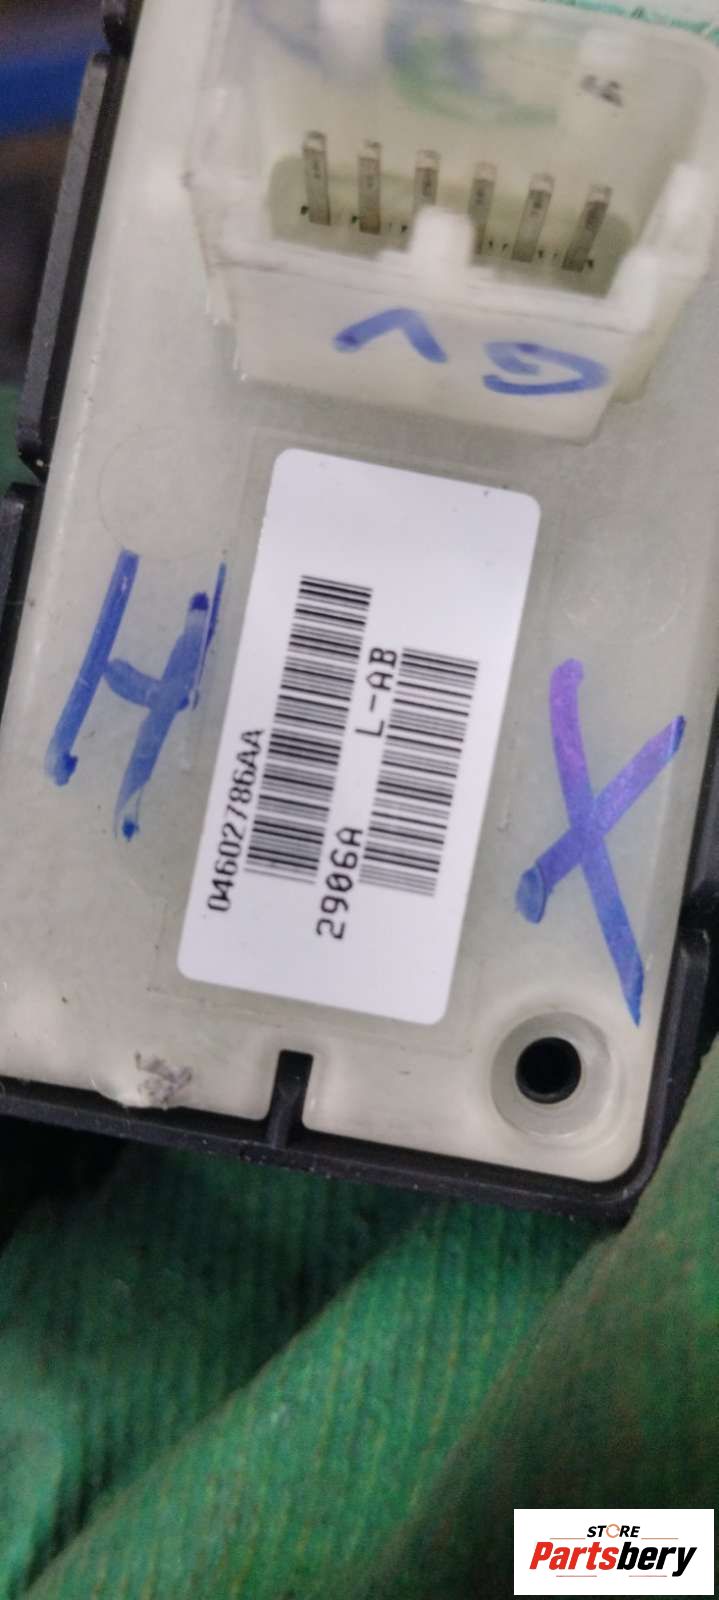 GV
04602786AA
L-AB
2906A
H
X
STORE
Partsbery